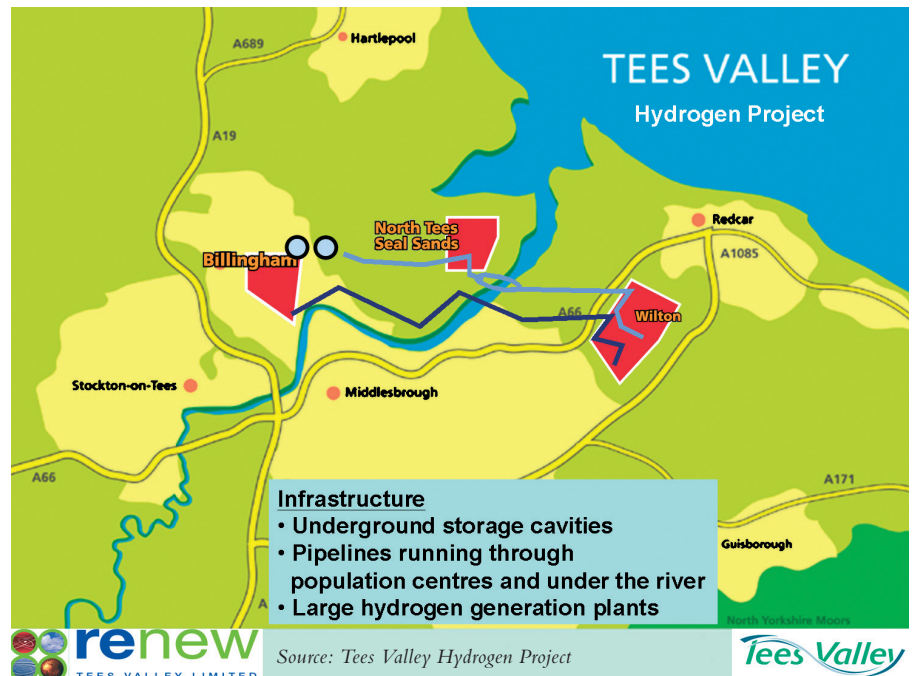 Hartlepool
A689
TEES VALLEY
Hydrogen Project
A19
North Tees
Seal Sands
Redcar
Billingham
A1085
A66
Wilton
Stockton-on-Tees
Middlesbrough
A66
A171
Infrastructure
• Underground storage cavities
• Pipelines running through
population centres and under the river
• Large hydrogen generation plants
Guisborough
A
North Yorkshire Moors
renew
TEES VALLEY LIMITED
Source: Tees Valley Hydrogen Project
Tees Valley